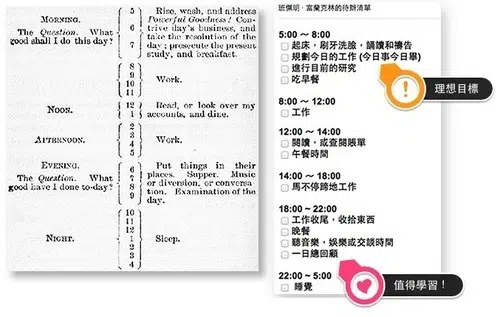 MORNING.
The Question. What
good shall I do this day?
5
6
7
Rise, wash, and address
Powerful Goodness! Con-
trive day's business, and
take the resolution of the
day; prosecute the present
study, and breakfast.
8
9
10
11
Work.
NOON.
12
1
Read, or look over my
accounts, and dine.
AFTERNOON.
2
3
4
5
Work.
EVENING.
The Question. What
good have I done to-day?
6
7
8
9
Put things in their
places. Supper. Music
or diversion, or conversa-
tion. Examination of the
day.
NIGHT.
10
11
12
1
2
3
4
Sleep.
班傑明·富蘭克林的待辦清單
5:00 ～ 8:00
起床，刷牙洗臉，誦讀和禱告
規劃今日的工作 (今日事今日畢)
進行目前的研究
吃早餐
理想目標
8:00 ～ 12:00
工作
12:00 ～ 14:00
閱讀，或查閱賬單
午餐時間
14:00 ～ 18:00
馬不停蹄地工作
18:00～22:00
工作收尾，收拾東西
晚餐
聽音樂，娛樂或交談時間
一日總回顧
22:00～5:00
睡覺
值得學習！